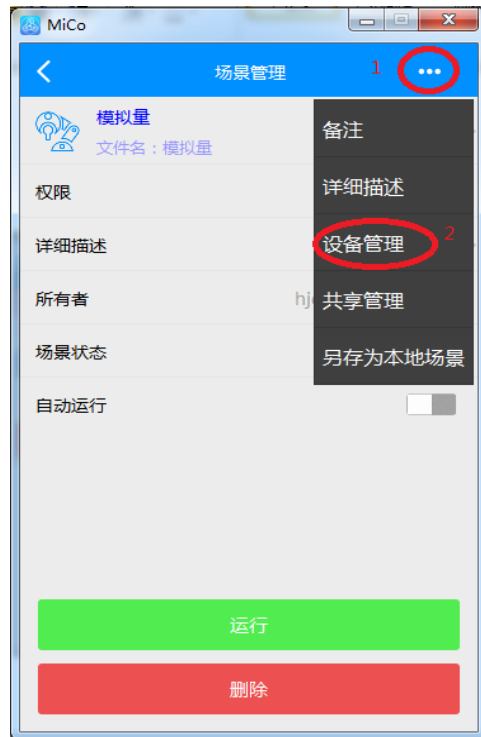 MiCo
场景管理
1
•••
模拟量
文件名：模拟量
备注
权限
详细描述
详细描述
设备管理
2
所有者
hj
共享管理
场景状态
另存为本地场景
自动运行
运行
删除